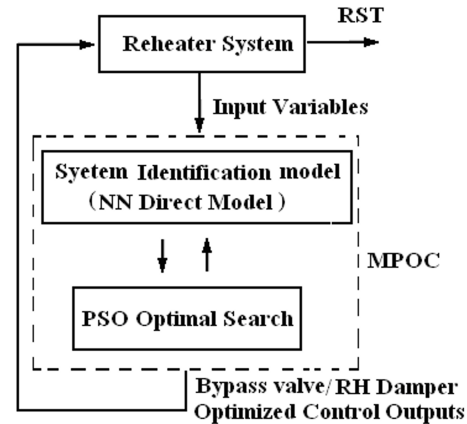 RST
Reheater System
Input Variables
Syetem Identification model
(NN Direct Model)
MPOC
PSO Optimal Search
Bypass valve/RH Damper
Optimized Control Outputs